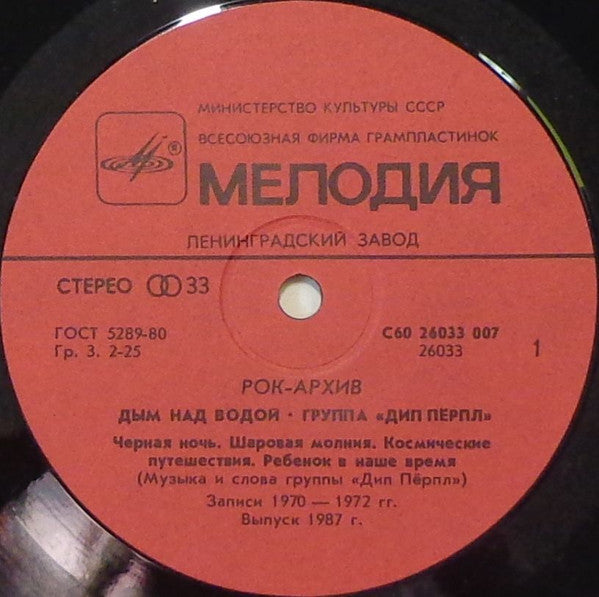 МИНИСТЕРСТВО КУЛЬТУРЫ СССР
ВСЕСОЮЗНАЯ ФИРМА ГРАМПЛАСТИНОК
®
МЕЛОДИЯ
ЛЕНИНГРАДСКИЙ ЗАВОД
СТЕРЕО 33
ГОСТ 5289-80
Гр. 3. 2-25
С60 26033 007
26033
1
РОК-АРХИВ
ДЫМ НАД ВОДОЙ · ГРУППА «ДИП ПЁРПЛ»
Черная ночь. Шаровая молния. Космические
путешествия. Ребенок в наше время
(Музыка и слова группы «Дип Пёрпл»)
Записи 1970 — 1972 гг.
Выпуск 1987 г.